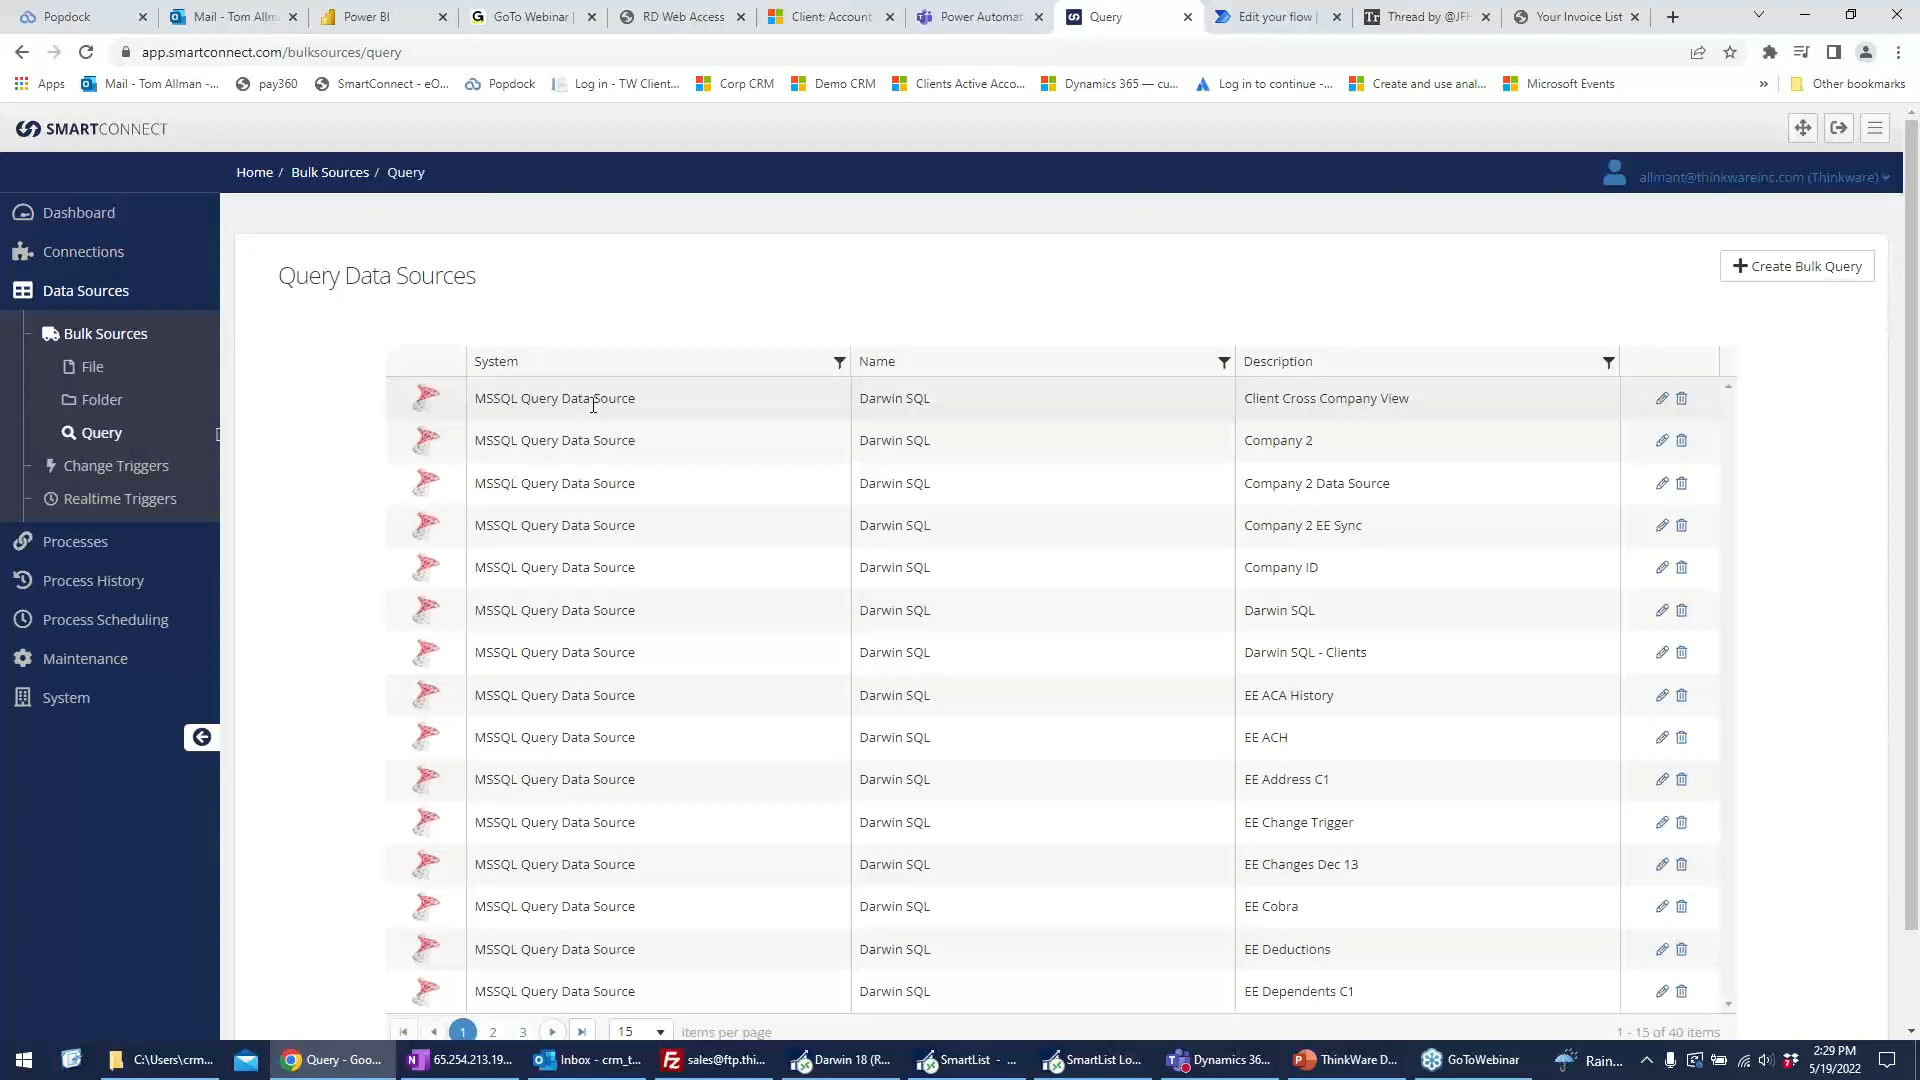 Popdock
Mail - Tom Allm
Power BI
GoTo Webinar |
RD Web Access
Client: Account
Power Automat
Query
Edit your flow |
Thread by @JFI
Your Invoice List
app.smartconnect.com/bulksources/query
Apps
Mail - Tom Allman -...
pay360
SmartConnect - eO...
Popdock
Log in - TW Client...
Corp CRM
Demo CRM
Clients Active Acco...
Dynamics 365 — cu...
Log in to continue -...
Create and use anal...
Microsoft Events
»
Other bookmarks
SMARTCONNECT
Home / Bulk Sources / Query
allmant@thinkwareinc.com (Thinkware)
Dashboard
Connections
Data Sources
Bulk Sources
File
Folder
Query
Change Triggers
Realtime Triggers
Processes
Process History
Process Scheduling
Maintenance
System
Query Data Sources
Create Bulk Query
System Name Description
MSSQL Query Data Source Darwin SQL Client Cross Company View
MSSQL Query Data Source Darwin SQL Company 2
MSSQL Query Data Source Darwin SQL Company 2 Data Source
MSSQL Query Data Source Darwin SQL Company 2 EE Sync
MSSQL Query Data Source Darwin SQL Company ID
MSSQL Query Data Source Darwin SQL Darwin SQL
MSSQL Query Data Source Darwin SQL Darwin SQL - Clients
MSSQL Query Data Source Darwin SQL EE ACA History
MSSQL Query Data Source Darwin SQL EE ACH
MSSQL Query Data Source Darwin SQL EE Address C1
MSSQL Query Data Source Darwin SQL EE Change Trigger
MSSQL Query Data Source Darwin SQL EE Changes Dec 13
MSSQL Query Data Source Darwin SQL EE Cobra
MSSQL Query Data Source Darwin SQL EE Deductions
MSSQL Query Data Source Darwin SQL EE Dependents C1
1 2 3 15 items per page 1 - 15 of 40 items
C:\Users\crm...
Query - Goo...
65.254.213.19...
Inbox - crm_t...
sales@ftp.thi...
Darwin 18 (R...
SmartList - ...
SmartList Lo...
Dynamics 36...
ThinkWare D...
GoToWebinar
Rain...
2:29 PM
5/19/2022